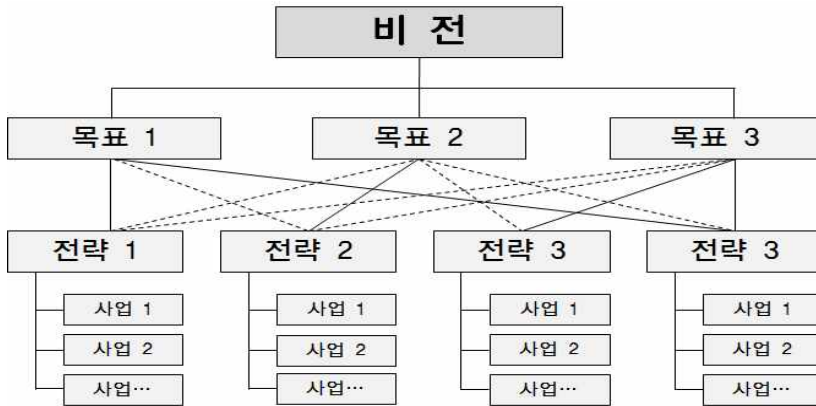 비 전
목표 1 목표 2 목표 3
전략 1 전략 2 전략 3 전략 3
사업 1 사업 1 사업 1 사업 1
사업 2 사업 2 사업 2 사업 2
사업… 사업… 사업… 사업…